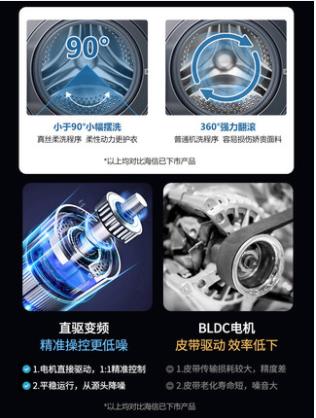 90°
小于90°小幅摆洗
360°强力翻滚
真丝柔洗程序 柔性动力更护衣
普通机洗程序 容易损伤娇贵面料
*以上均对比海信已下市产品
直驱变频
精准操控更低噪
1.电机直接驱动，1:1精准控制
2.平稳运行，从源头降噪
BLDC电机
皮带驱动 效率低下
1.皮带传输损耗较大，精度差
2.皮带老化寿命短，噪音大
*以上均对比海信已下市产品